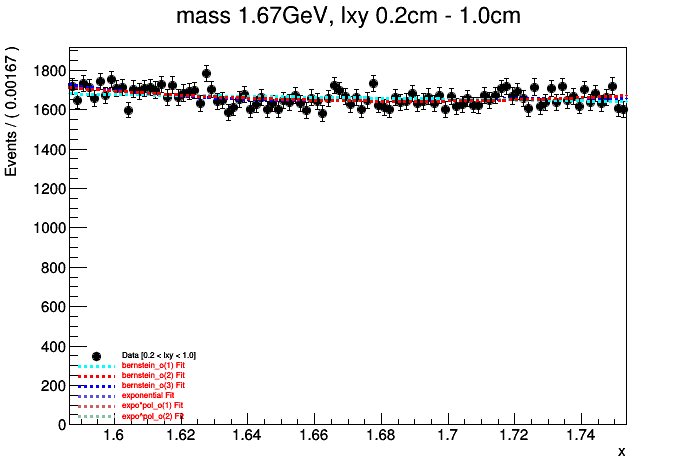 mass 1.67GeV, lxy 0.2cm - 1.0cm
Events / ( 0.00167 )
1800
1600
1400
1200
1000
800
600
400
200
0
Data [0.2 < lxy < 1.0]
bernstein_o(1) Fit
bernstein_o(2) Fit
bernstein_o(3) Fit
exponential Fit
expo*pol_o(1) Fit
expo*pol_o(2) Fit
1.6 1.62 1.64 1.66 1.68 1.7 1.72 1.74
x